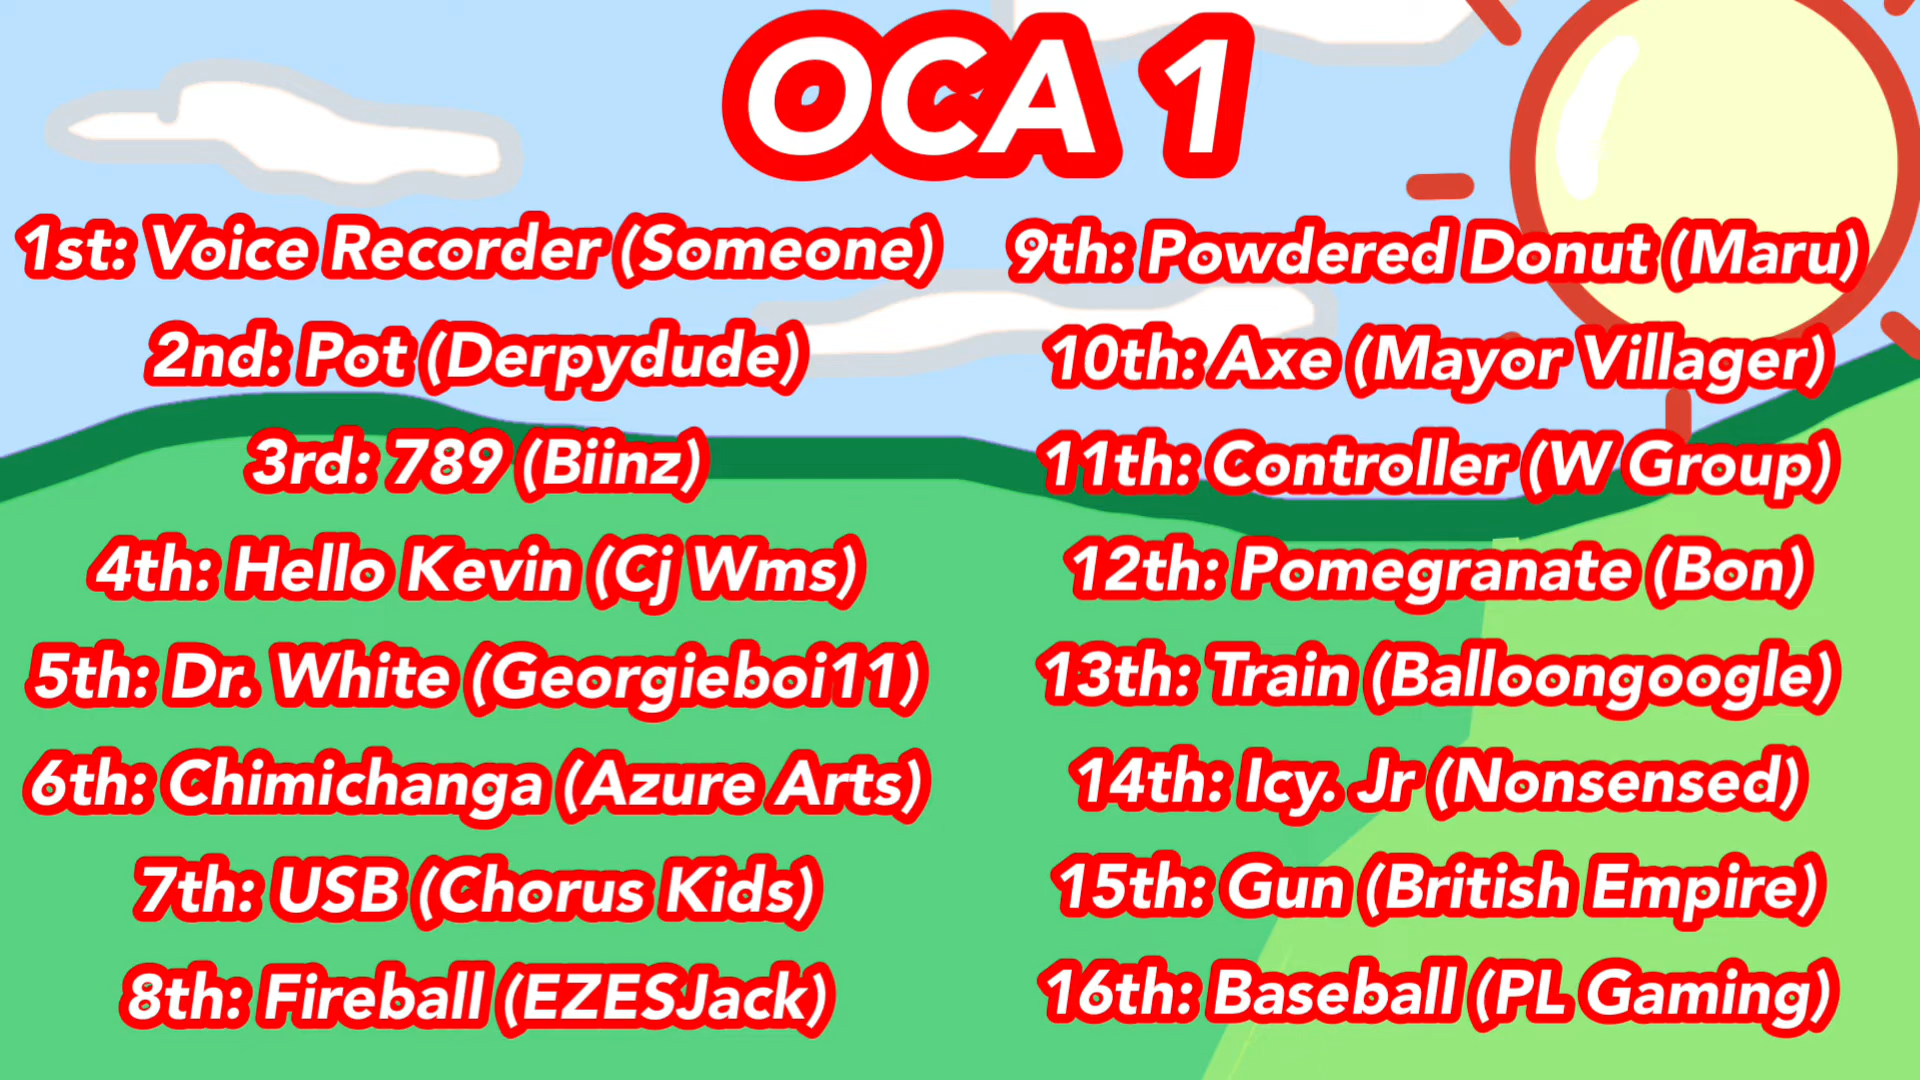 OCA 1
1st: Voice Recorder (Someone)
2nd: Pot (Derpydude)
3rd: 789 (Biinz)
4th: Hello Kevin (Cj Wms)
5th: Dr. White (Georgieboi11)
6th: Chimichanga (Azure Arts)
7th: USB (Chorus Kids)
8th: Fireball (EZESJack)
9th: Powdered Donut (Maru)
10th: Axe (Mayor Villager)
11th: Controller (W Group)
12th: Pomegranate (Bon)
13th: Train (Balloongoogle)
14th: Icy. Jr (Nonsensed)
15th: Gun (British Empire)
16th: Baseball (PL Gaming)